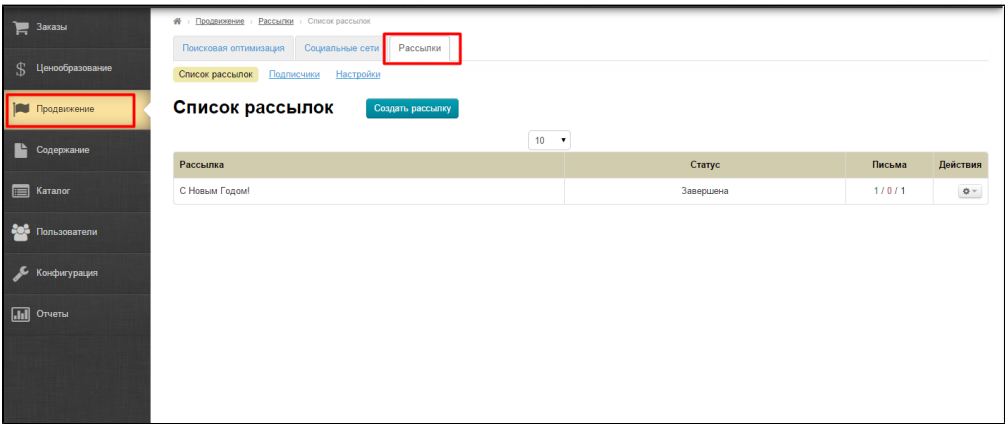 Заказы
Ценообразование
Продвижение
Содержание
Каталог
Пользователи
Конфигурация
Отчеты
Продвижение › Рассылки › Список рассылок
Поисковая оптимизация Социальные сети Рассылки
Список рассылок Подписчики Настройки
Список рассылок Создать рассылку
10
Рассылка Статус Письма Действия
С Новым Годом! Завершена 1 / 0 / 1